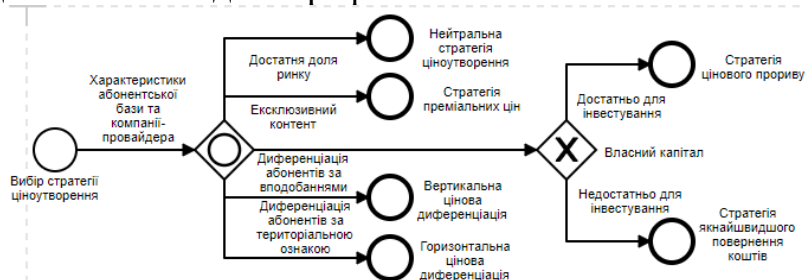 Вибір стратегії
ціноутворення
Характеристики
абонентської
бази та
компанії-
провайдера
Достатня доля
ринку
Нейтральна
стратегія
ціноутворення
Ексклюзивний
контент
Стратегія
преміальних цін
Диференціація
абонентів за
вподобаннями
Вертикальна
цінова
диференціація
Диференціація
абонентів за
територіальною
ознакою
Горизонтальна
цінова
диференціація
X
Власний капітал
Достатньо для
інвестування
Стратегія
цінового прориву
Недостатньо для
інвестування
Стратегія
якнайшвидшого
повернення
коштів